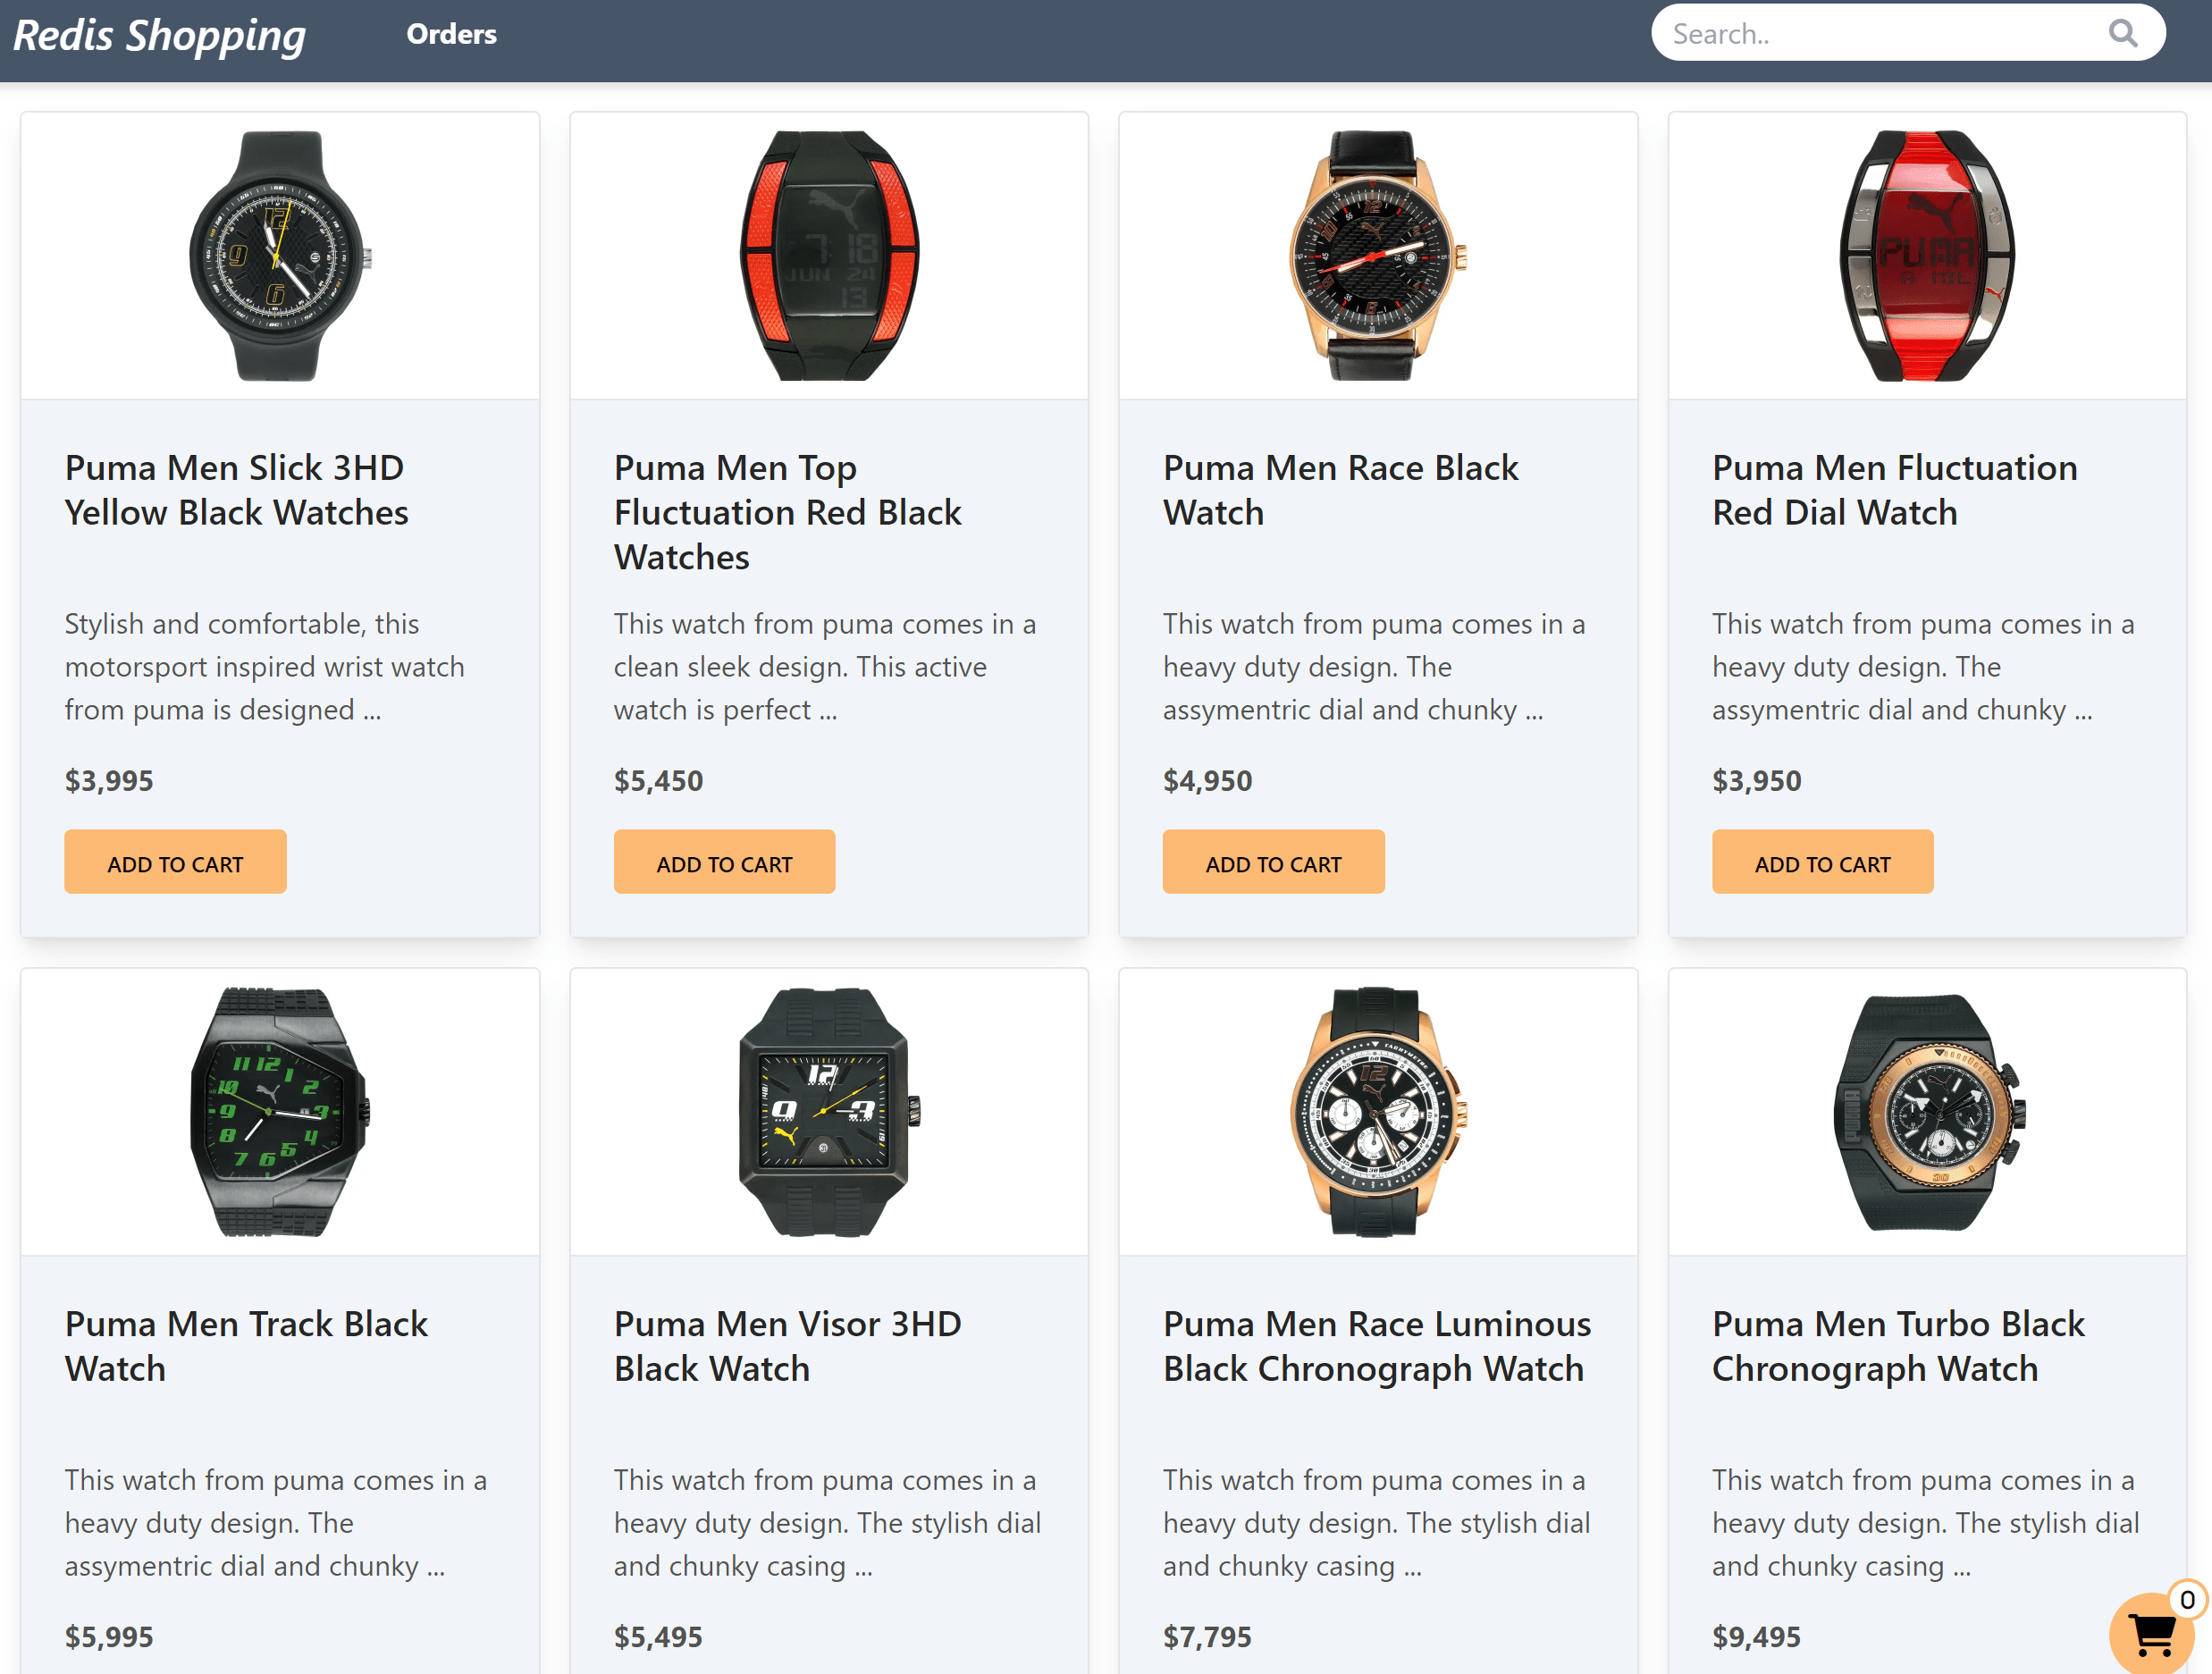 Redis Shopping
Orders
Search..
Puma Men Slick 3HD
Yellow Black Watches
Stylish and comfortable, this
motorsport inspired wrist watch
from puma is designed ...
$3,995
ADD TO CART
Puma Men Top
Fluctuation Red Black
Watches
This watch from puma comes in a
clean sleek design. This active
watch is perfect ...
$5,450
ADD TO CART
Puma Men Race Black
Watch
This watch from puma comes in a
heavy duty design. The
assymentric dial and chunky ...
$4,950
ADD TO CART
PUMA
Puma Men Fluctuation
Red Dial Watch
This watch from puma comes in a
heavy duty design. The
assymentric dial and chunky ...
$3,950
ADD TO CART
Puma Men Track Black
Watch
This watch from puma comes in a
heavy duty design. The
assymentric dial and chunky ...
$5,995
Puma Men Visor 3HD
Black Watch
This watch from puma comes in a
heavy duty design. The stylish dial
and chunky casing ...
$5,495
Puma Men Race Luminous
Black Chronograph Watch
This watch from puma comes in a
heavy duty design. The stylish dial
and chunky casing ...
$7,795
Puma Men Turbo Black
Chronograph Watch
This watch from puma comes in a
heavy duty design. The stylish dial
and chunky casing ...
$9,495
0